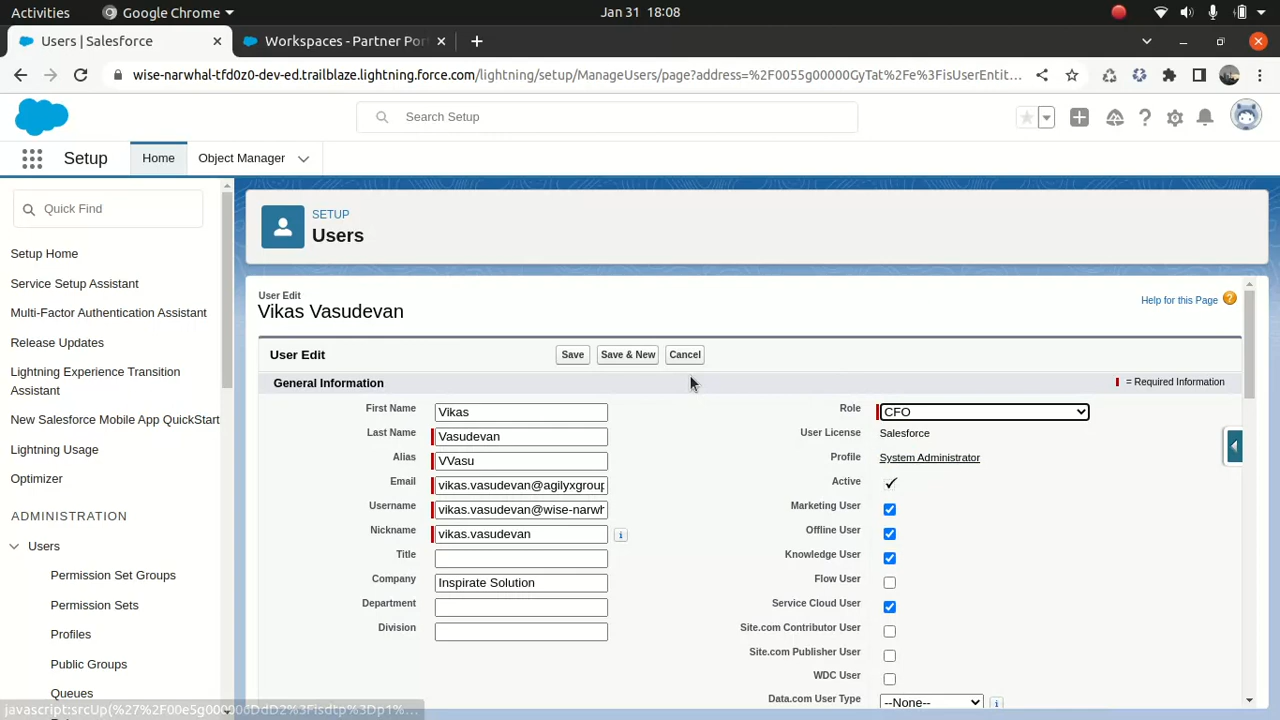 Activities
Google Chrome
Jan 31 18:08
Users | Salesforce
Workspaces - Partner Por
wise-narwhal-tfd0z0-dev-ed.trailblaze.lightning.force.com/lightning/setup/ManageUsers/page?address=%2F0055g00000GyTat%2Fe%3FisUserEntit...
Search Setup
Setup
Home
Object Manager
Quick Find
Setup Home
Service Setup Assistant
Multi-Factor Authentication Assistant
Release Updates
Lightning Experience Transition
Assistant
New Salesforce Mobile App QuickStart
Lightning Usage
Optimizer
ADMINISTRATION
Users
Permission Set Groups
Permission Sets
Profiles
Public Groups
Queues
javascript:srcUp(%27%2F00e5g000006DdD2%3Fisdtp%3Dp1%...
SETUP
Users
User Edit
Vikas Vasudevan
Help for this Page ?
User Edit
Save
Save & New
Cancel
General Information
= Required Information
First Name Vikas
Last Name Vasudevan
Alias VVasu
Email vikas.vasudevan@agilyxgroup
Username vikas.vasudevan@wise-narwh
Nickname vikas.vasudevan i
Title
Company Inspirate Solution
Department
Division
Role CFO
User License Salesforce
Profile System Administrator
Active
Marketing User
Offline User
Knowledge User
Flow User
Service Cloud User
Site.com Contributor User
Site.com Publisher User
WDC User
Data.com User Type --None-- i